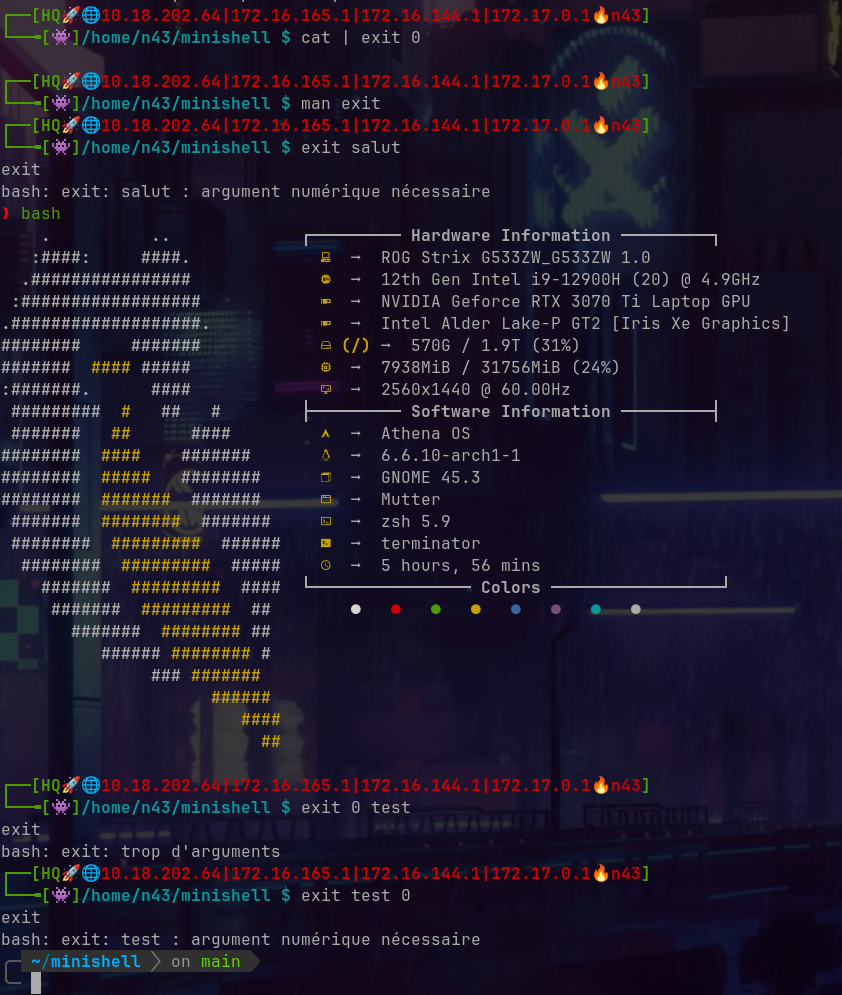 [HQ🚀🌐10.18.202.64|172.16.165.1|172.16.144.1|172.17.0.1🔥n43]
[👾]/home/n43/minishell $ cat | exit 0
[HQ🚀🌐10.18.202.64|172.16.165.1|172.16.144.1|172.17.0.1🔥n43]
[👾]/home/n43/minishell $ man exit
[HQ🚀🌐10.18.202.64|172.16.165.1|172.16.144.1|172.17.0.1🔥n43]
[👾]/home/n43/minishell $ exit salut
exit
bash: exit: salut : argument numérique nécessaire
❫ bash
Hardware Information
→ ROG Strix G533ZW_G533ZW 1.0
→ 12th Gen Intel i9-12900H (20) @ 4.9GHz
→ NVIDIA Geforce RTX 3070 Ti Laptop GPU
→ Intel Alder Lake-P GT2 [Iris Xe Graphics]
(/) → 570G / 1.9T (31%)
→ 7938MiB / 31756MiB (24%)
→ 2560x1440 @ 60.00Hz
Software Information
→ Athena OS
→ 6.6.10-arch1-1
→ GNOME 45.3
→ Mutter
→ zsh 5.9
→ terminator
→ 5 hours, 56 mins
Colors
[HQ🚀🌐10.18.202.64|172.16.165.1|172.16.144.1|172.17.0.1🔥n43]
[👾]/home/n43/minishell $ exit 0 test
exit
bash: exit: trop d'arguments
[HQ🚀🌐10.18.202.64|172.16.165.1|172.16.144.1|172.17.0.1🔥n43]
[👾]/home/n43/minishell $ exit test 0
exit
bash: exit: test : argument numérique nécessaire
~/minishell on main